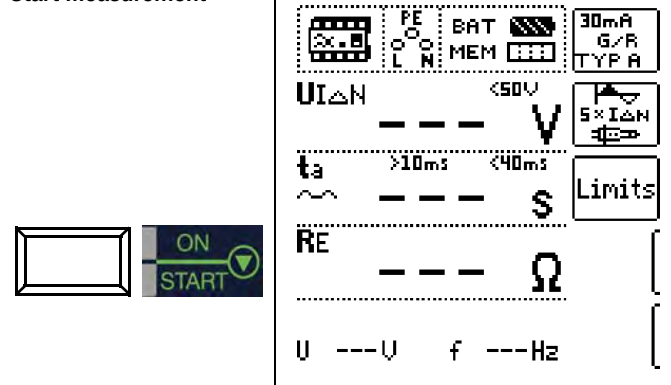 Start measurement
ON
START
PE
L N
BAT
MEM
30mA
G/R
TYP A
UI△N <50V
--- V
5×I△N
ta >10ms <40ms
--- s
Limits
RE
--- Ω
U ---V f ---Hz